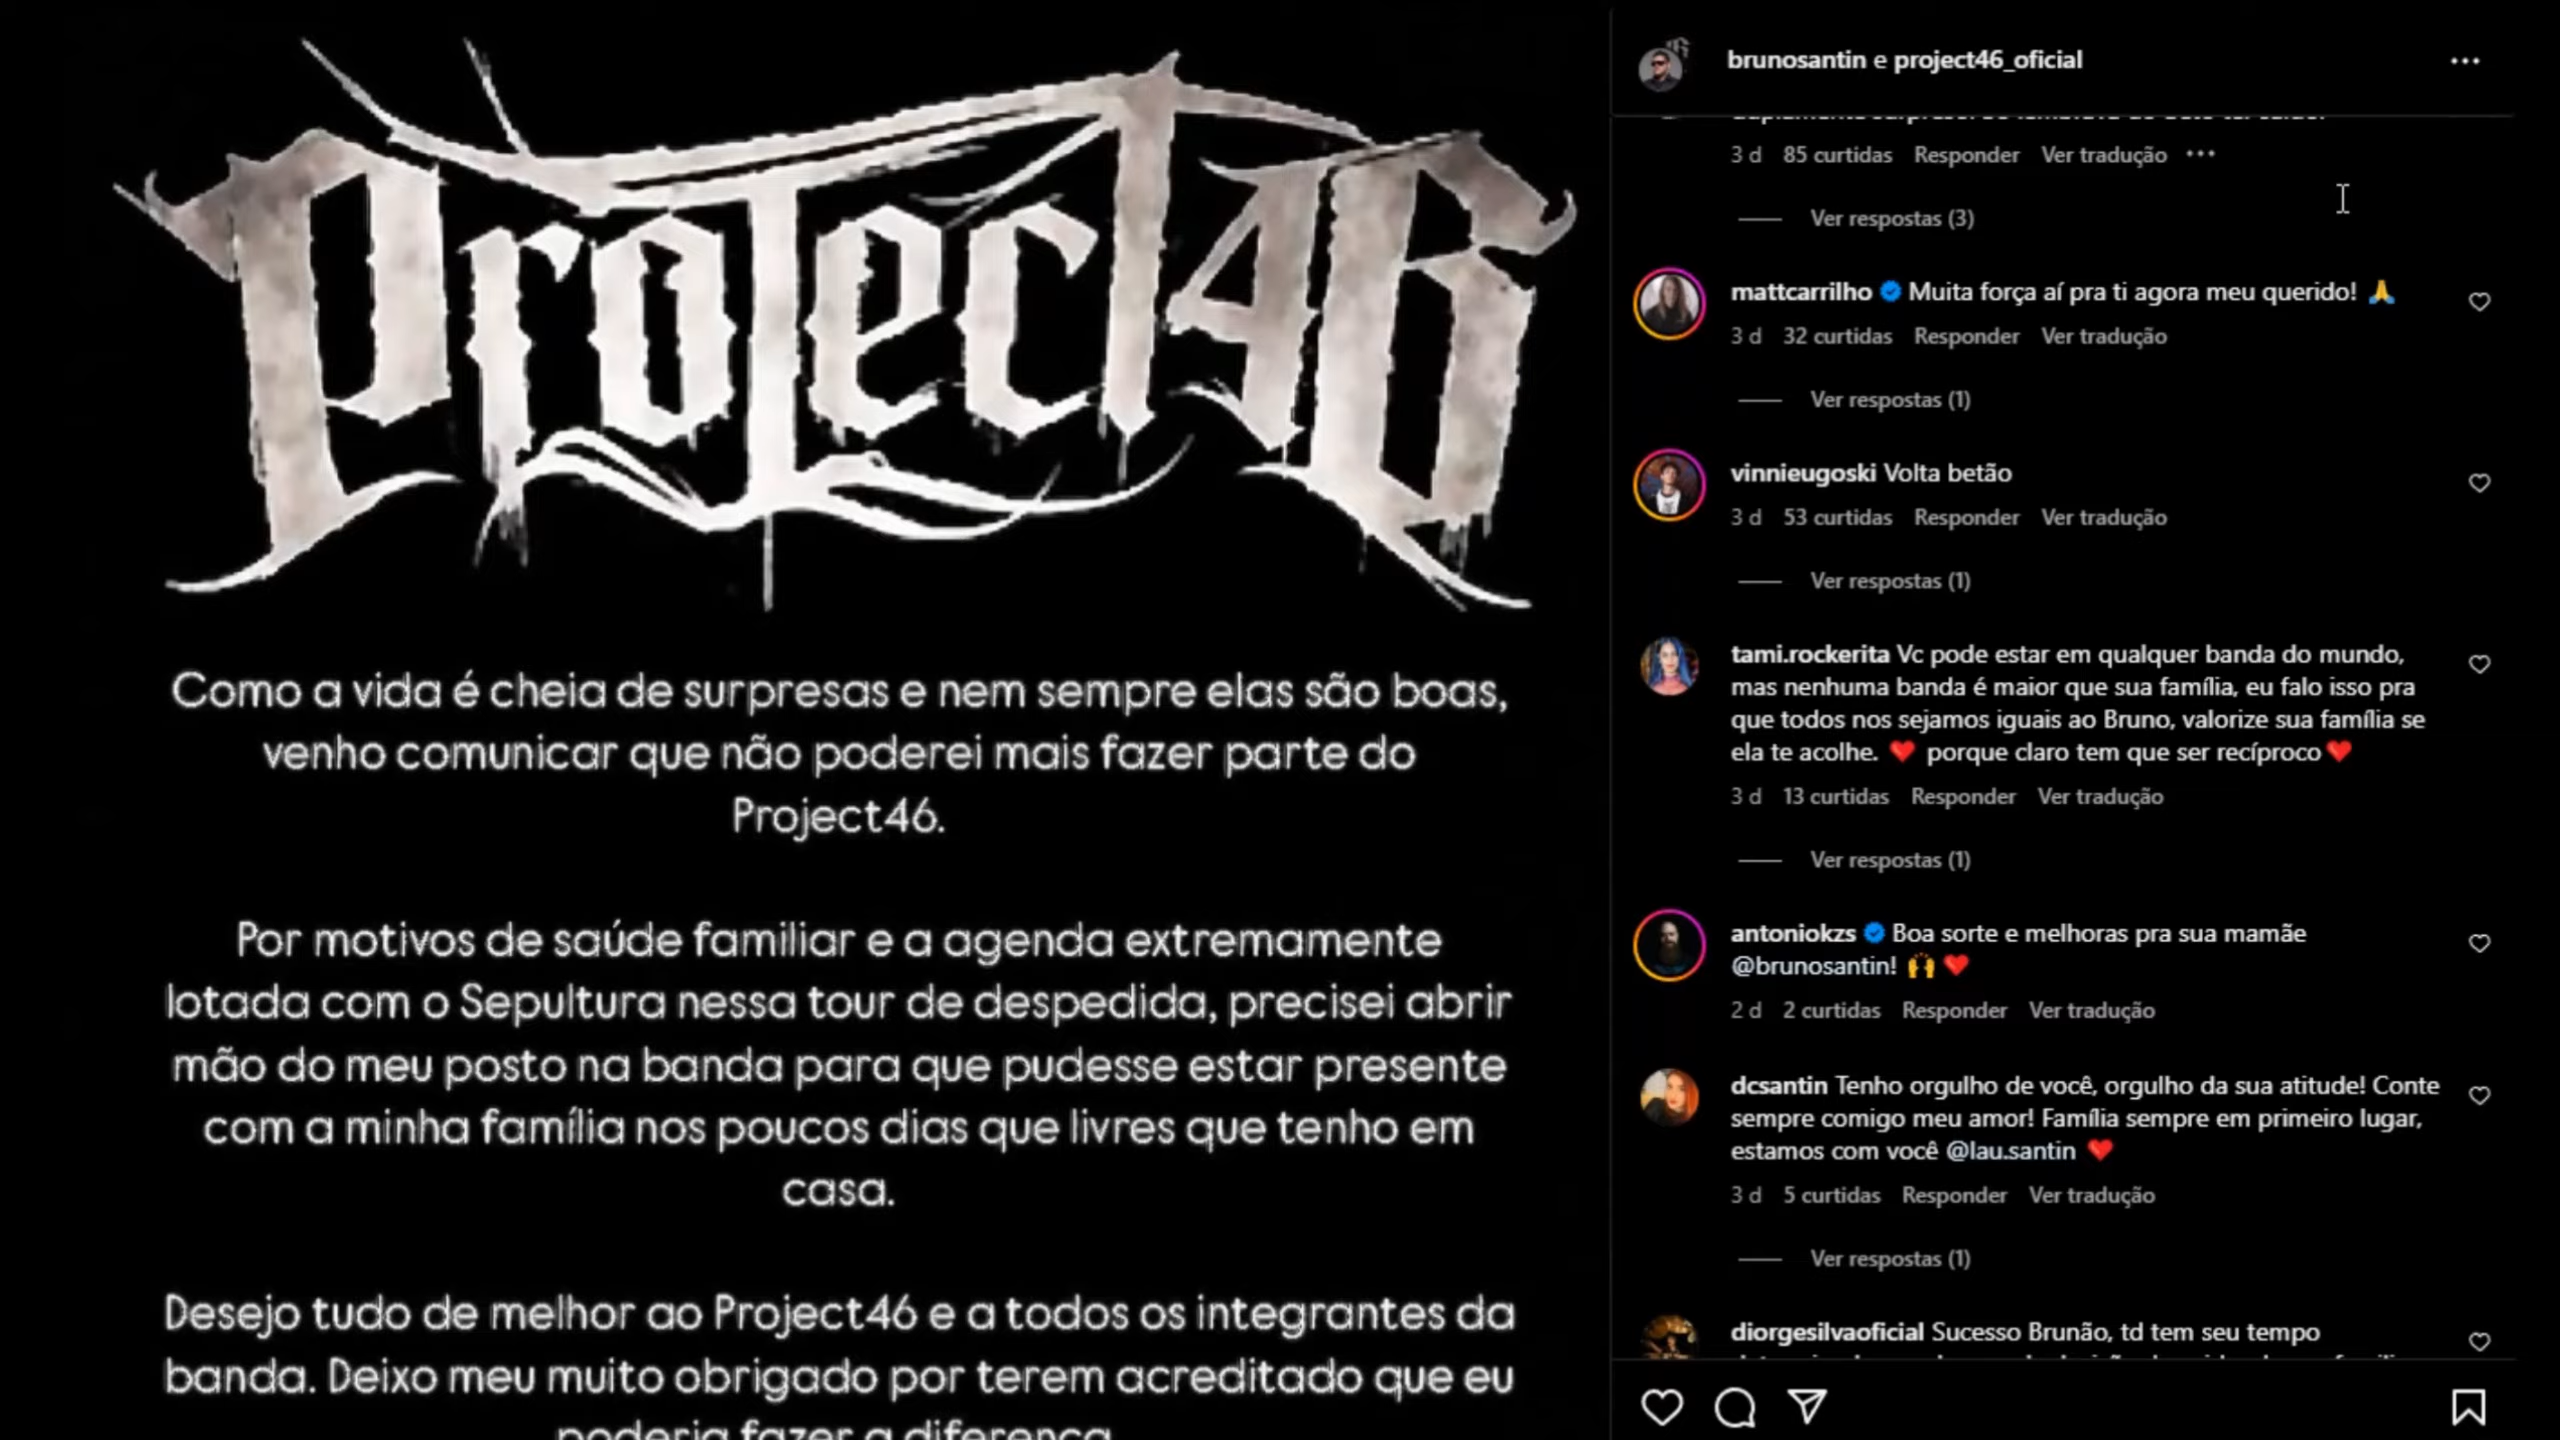 Project46
Como a vida é cheia de surpresas e nem sempre elas são boas,
venho comunicar que não poderei mais fazer parte do
Project46.
Por motivos de saúde familiar e a agenda extremamente
lotada com o Sepultura nessa tour de despedida, precisei abrir
mão do meu posto na banda para que pudesse estar presente
com a minha família nos poucos dias que livres que tenho em
casa.
Desejo tudo de melhor ao Project46 e a todos os integrantes da
banda. Deixo meu muito obrigado por terem acreditado que eu
poderia fazer a diferença
brunosantin e project46_oficial
3 d 85 curtidas Responder Ver tradução
Ver respostas (3)
mattcarrilho Muita força aí pra ti agora meu querido! 🙏
3 d 32 curtidas Responder Ver tradução
Ver respostas (1)
vinnieugoski Volta betão
3 d 53 curtidas Responder Ver tradução
Ver respostas (1)
tami.rockerita Vc pode estar em qualquer banda do mundo,
mas nenhuma banda é maior que sua família, eu falo isso pra
que todos nos sejamos iguais ao Bruno, valorize sua família se
ela te acolhe. ❤️ porque claro tem que ser recíproco❤️
3 d 13 curtidas Responder Ver tradução
Ver respostas (1)
antoniokzs Boa sorte e melhoras pra sua mamãe
@brunosantin! 🙌 ❤️
2 d 2 curtidas Responder Ver tradução
dcsantin Tenho orgulho de você, orgulho da sua atitude! Conte
sempre comigo meu amor! Família sempre em primeiro lugar,
estamos com você @lau.santin ❤️
3 d 5 curtidas Responder Ver tradução
Ver respostas (1)
diorgesilvaoficial Sucesso Brunão, td tem seu tempo